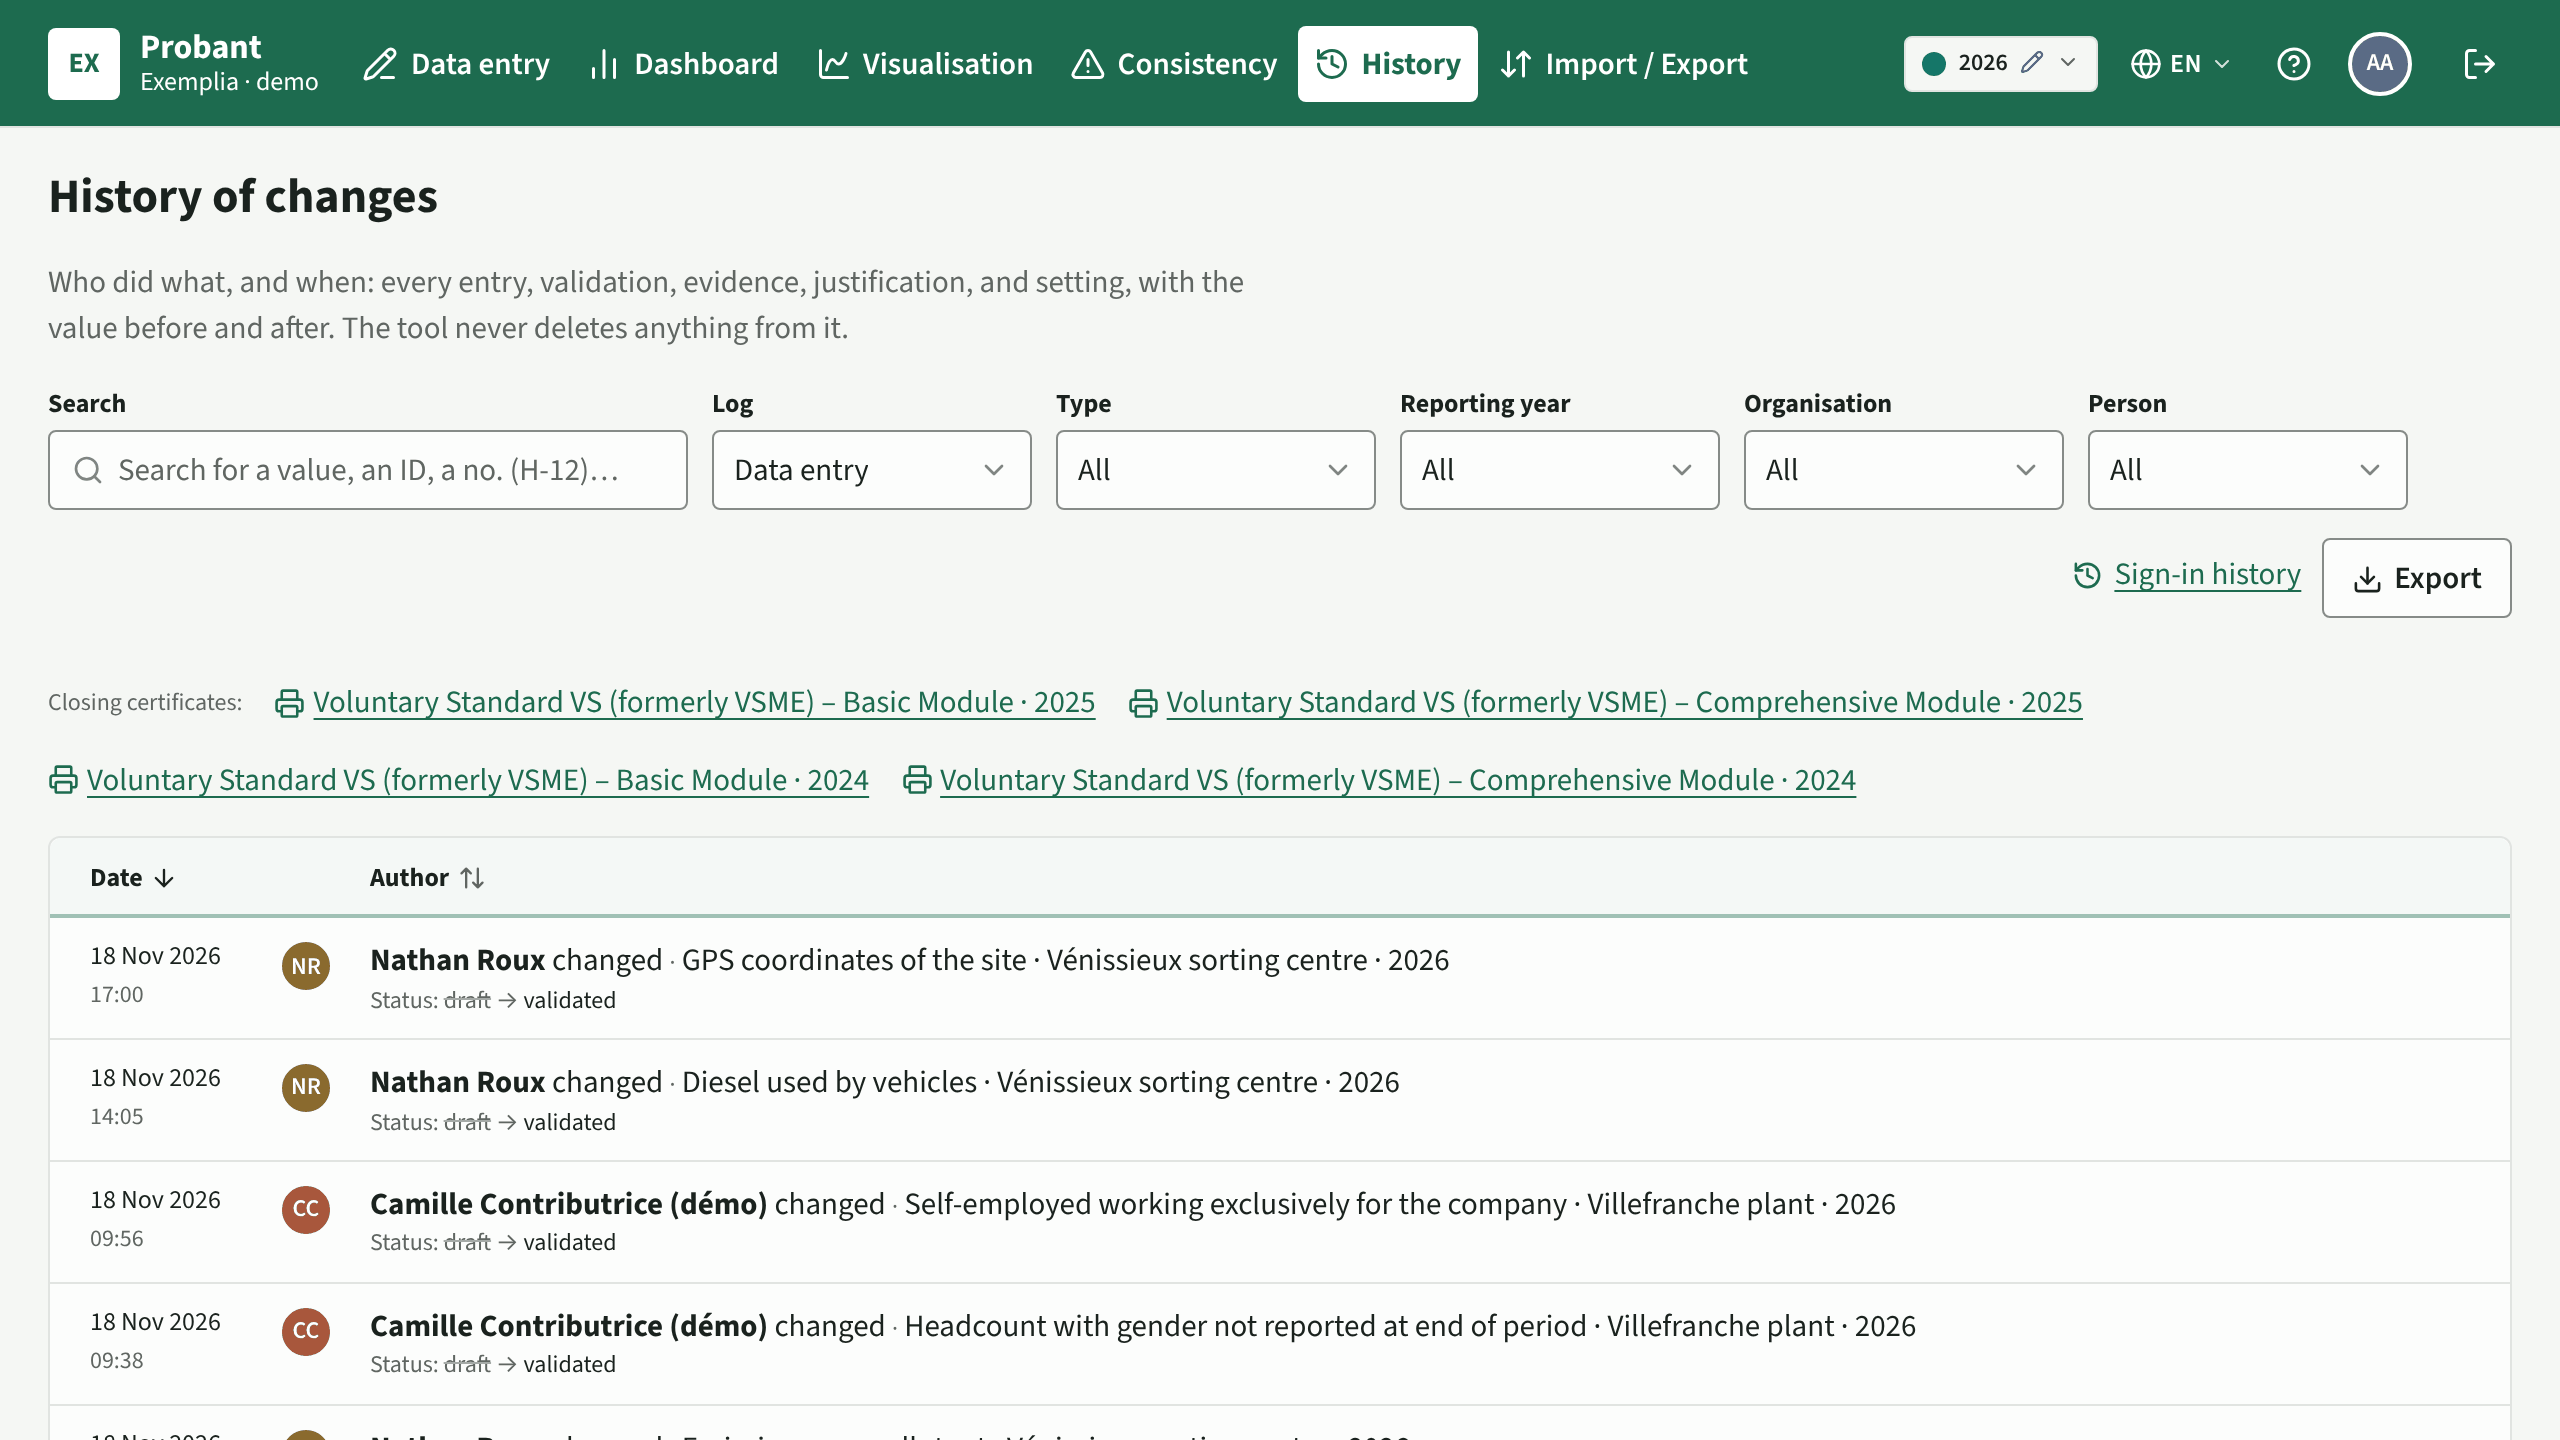 EX
Probant
Exemplia · demo
Data entry
Dashboard
Visualisation
Consistency
History
Import / Export
2026
EN
AA
History of changes
Who did what, and when: every entry, validation, evidence, justification, and setting, with the
value before and after. The tool never deletes anything from it.
Search
Log
Type
Reporting year
Organisation
Person
Search for a value, an ID, a no. (H-12)…
Data entry
All
All
All
All
Sign-in history
Export
Closing certificates:
Voluntary Standard VS (formerly VSME) – Basic Module · 2025
Voluntary Standard VS (formerly VSME) – Comprehensive Module · 2025
Voluntary Standard VS (formerly VSME) – Basic Module · 2024
Voluntary Standard VS (formerly VSME) – Comprehensive Module · 2024
Date
Author
18 Nov 2026
17:00
NR
Nathan Roux changed · GPS coordinates of the site · Vénissieux sorting centre · 2026
Status: draft → validated
18 Nov 2026
14:05
NR
Nathan Roux changed · Diesel used by vehicles · Vénissieux sorting centre · 2026
Status: draft → validated
18 Nov 2026
09:56
CC
Camille Contributrice (démo) changed · Self-employed working exclusively for the company · Villefranche plant · 2026
Status: draft → validated
18 Nov 2026
09:38
CC
Camille Contributrice (démo) changed · Headcount with gender not reported at end of period · Villefranche plant · 2026
Status: draft → validated